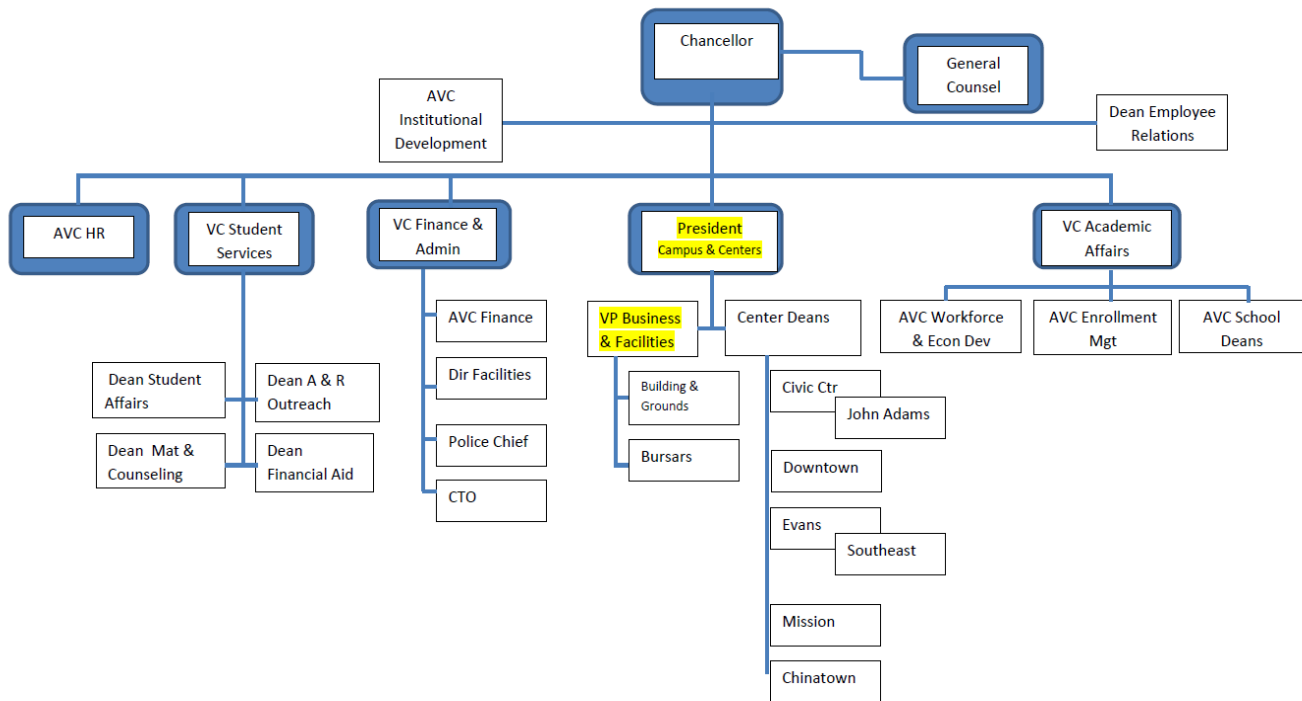 Chancellor
General
Counsel
AVC
Institutional
Development
Dean Employee
Relations
AVC HR
VC Student
Services
VC Finance &
Admin
President
Campus & Centers
VC Academic
Affairs
AVC Finance
Dir Facilities
Police Chief
CTO
VP Business
& Facilities
Center Deans
AVC Workforce
& Econ Dev
AVC Enrollment
Mgt
AVC School
Deans
Dean Student
Affairs
Dean A & R
Outreach
Dean  Mat &
Counseling
Dean
Financial Aid
Building &
Grounds
Bursars
Civic Ctr
John Adams
Downtown
Evans
Southeast
Mission
Chinatown